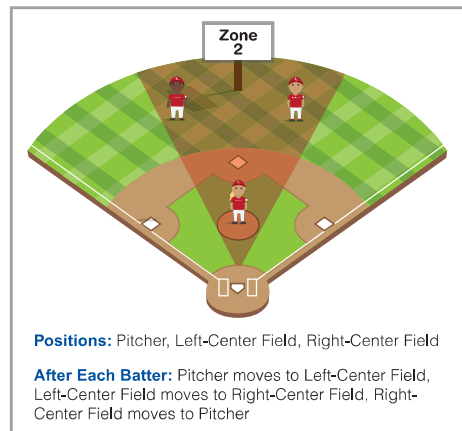 Zone
2
Positions: Pitcher, Left-Center Field, Right-Center Field
After Each Batter: Pitcher moves to Left-Center Field,
Left-Center Field moves to Right-Center Field, Right-
Center Field moves to Pitcher